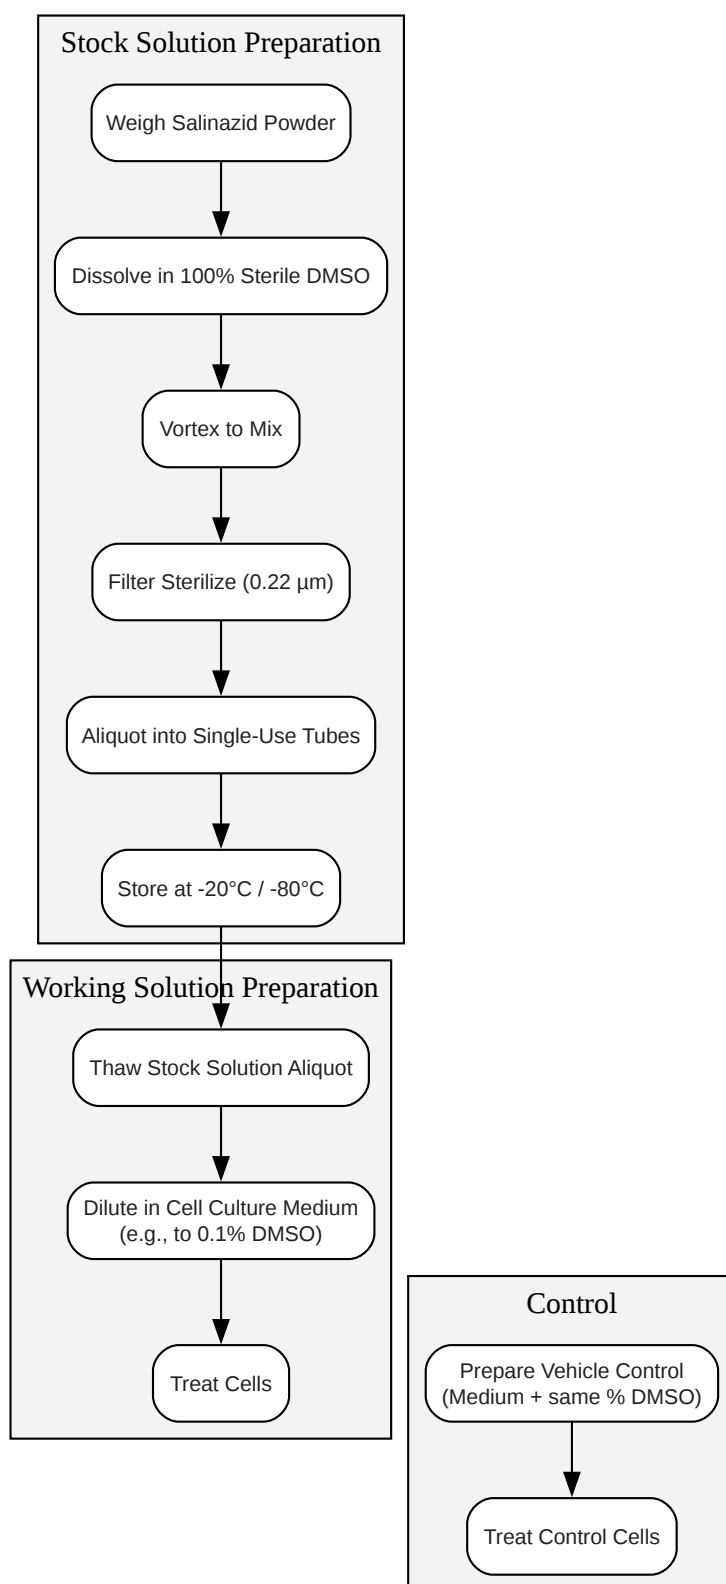 Stock Solution Preparation
Weigh Salinazid Powder
Dissolve in 100% Sterile DMSO
Vortex to Mix
Filter Sterilize (0.22 µm)
Aliquot into Single-Use Tubes
Store at -20°C / -80°C
Working Solution Preparation
Thaw Stock Solution Aliquot
Dilute in Cell Culture Medium
(e.g., to 0.1% DMSO)
Treat Cells
Control
Prepare Vehicle Control
(Medium + same % DMSO)
Treat Control Cells